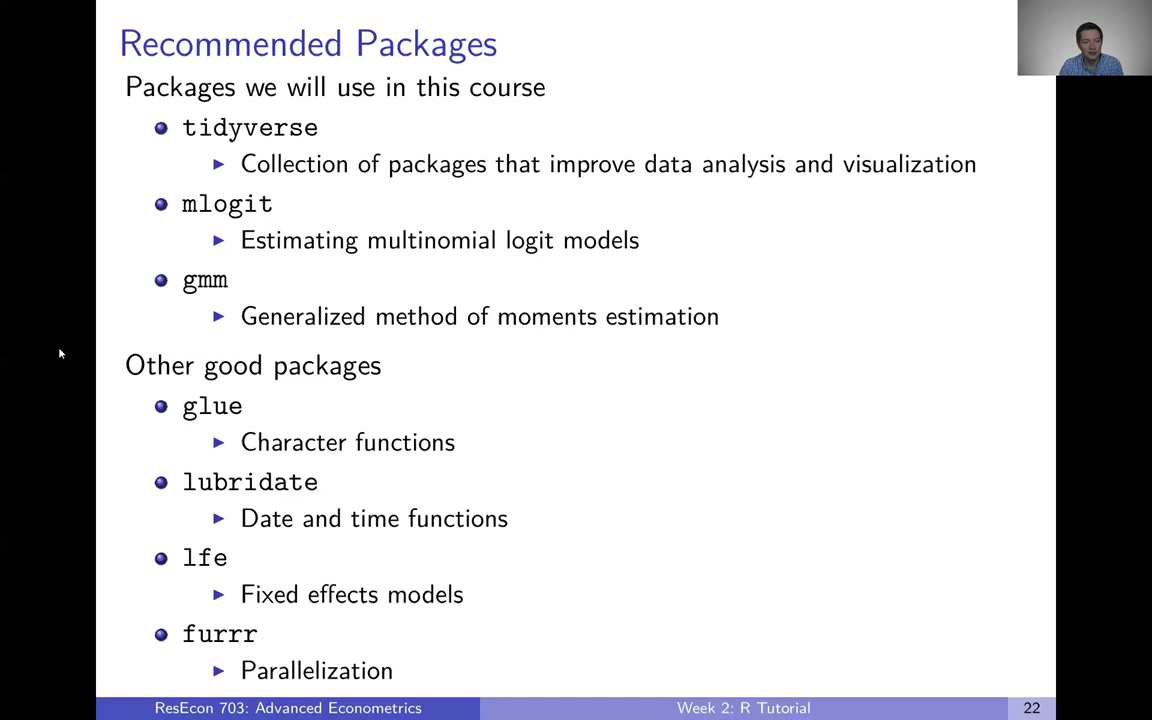 Recommended Packages
Packages we will use in this course
tidyverse
Collection of packages that improve data analysis and visualization
mlogit
Estimating multinomial logit models
gmm
Generalized method of moments estimation
Other good packages
glue
Character functions
lubridate
Date and time functions
lfe
Fixed effects models
furrr
Parallelization
ResEcon 703: Advanced Econometrics
Week 2: R Tutorial
22